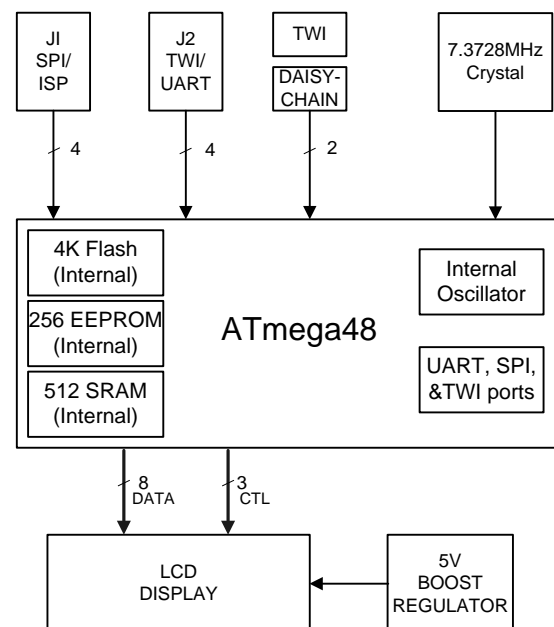 J1
SPI/
ISP
J2
TWI/
UART
TWI
DAISY-
CHAIN
7.3728MHz
Crystal
4
4
2
4K Flash
(Internal)
256 EEPROM
(Internal)
512 SRAM
(Internal)
ATmega48
Internal
Oscillator
UART, SPI,
&TWI ports
8
DATA
3
CTL
LCD
DISPLAY
5V
BOOST
REGULATOR